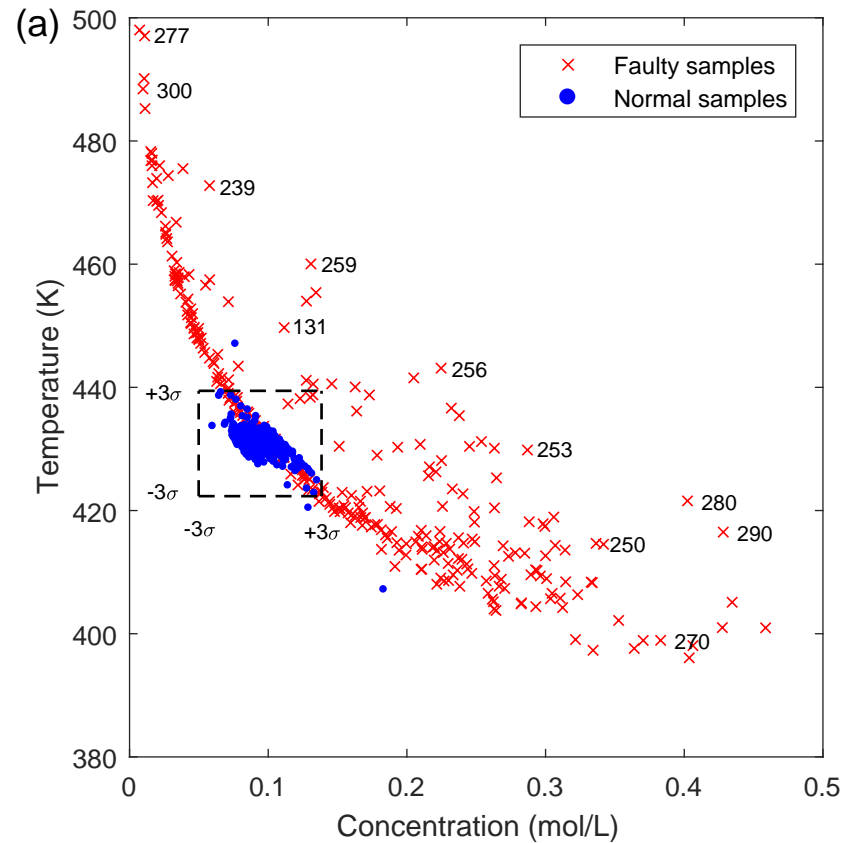 (a)
500
480
460
440
420
400
380
0
0.1
0.2
0.3
0.4
0.5
Temperature (K)
Concentration (mol/L)
Faulty samples
Normal samples
277
300
239
259
131
256
253
280
290
250
270
+3σ
-3σ
-3σ
+3σ